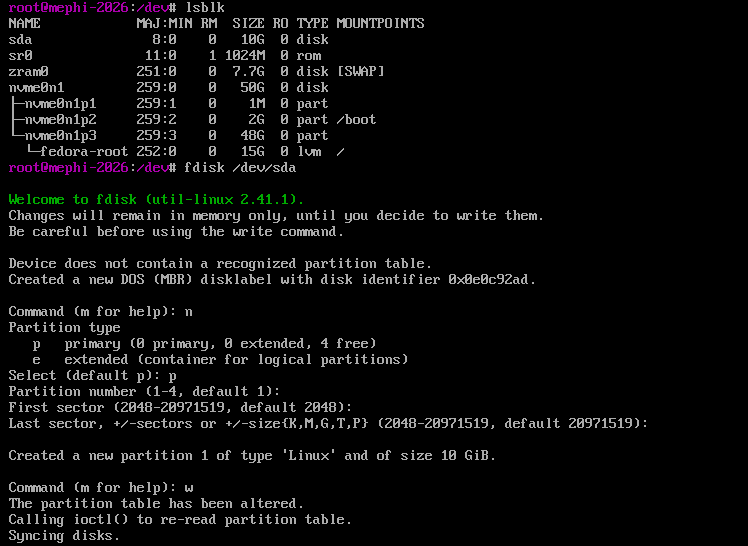 root@mephi-2026:/dev# lsblk
NAME            MAJ:MIN RM  SIZE RO TYPE MOUNTPOINTS
sda               8:0    0   10G  0 disk
sr0              11:0    1 1024M  0 rom
zram0           251:0    0  7.7G  0 disk [SWAP]
nvme0n1         259:0    0   50G  0 disk
├─nvme0n1p1     259:1    0    1M  0 part
├─nvme0n1p2     259:2    0    2G  0 part /boot
└─nvme0n1p3     259:3    0   48G  0 part
  └─fedora-root 252:0    0   15G  0 lvm  /
root@mephi-2026:/dev# fdisk /dev/sda
Welcome to fdisk (util-linux 2.41.1).
Changes will remain in memory only, until you decide to write them.
Be careful before using the write command.
Device does not contain a recognized partition table.
Created a new DOS (MBR) disklabel with disk identifier 0x0e0c92ad.
Command (m for help): n
Partition type
   p   primary (0 primary, 0 extended, 4 free)
   e   extended (container for logical partitions)
Select (default p): p
Partition number (1-4, default 1):
First sector (2048-20971519, default 2048):
Last sector, +/-sectors or +/-size{K,M,G,T,P} (2048-20971519, default 20971519):
Created a new partition 1 of type 'Linux' and of size 10 GiB.
Command (m for help): w
The partition table has been altered.
Calling ioctl() to re-read partition table.
Syncing disks.